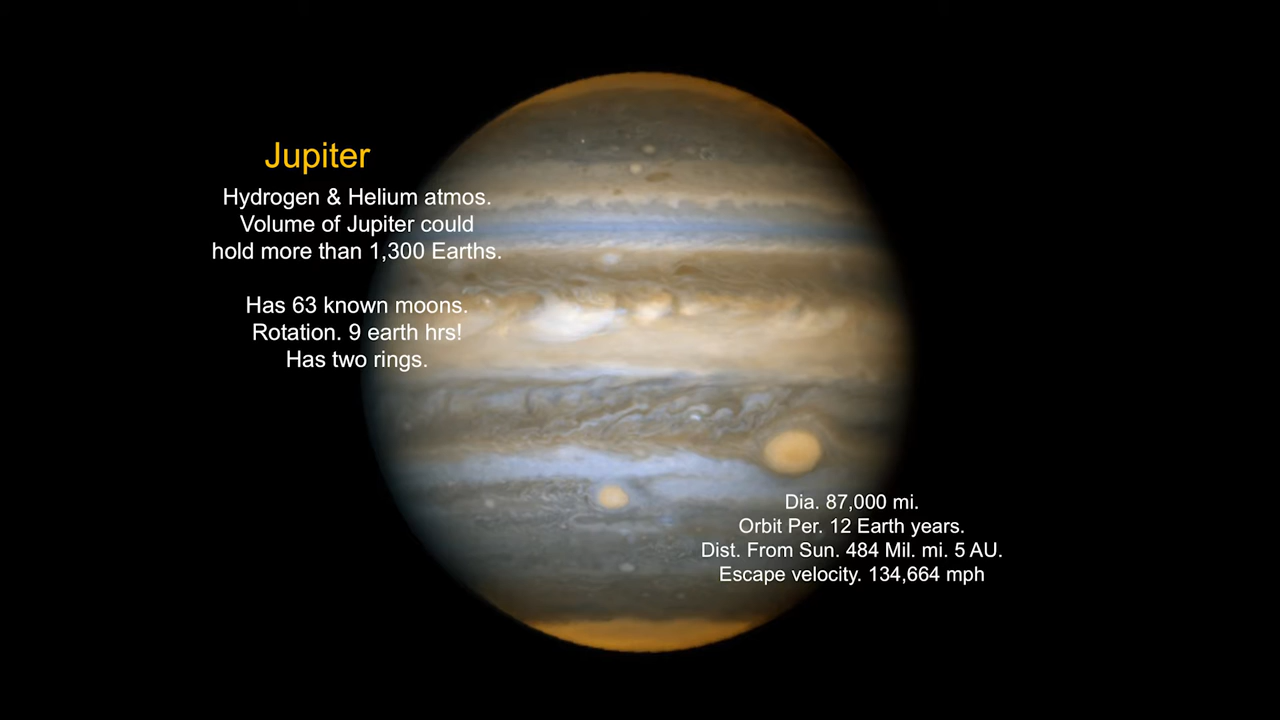 Jupiter
Hydrogen & Helium atmos.
Volume of Jupiter could
hold more than 1,300 Earths.
Has 63 known moons.
Rotation. 9 earth hrs!
Has two rings.
Dia. 87,000 mi.
Orbit Per. 12 Earth years.
Dist. From Sun. 484 Mil. mi. 5 AU.
Escape velocity. 134,664 mph